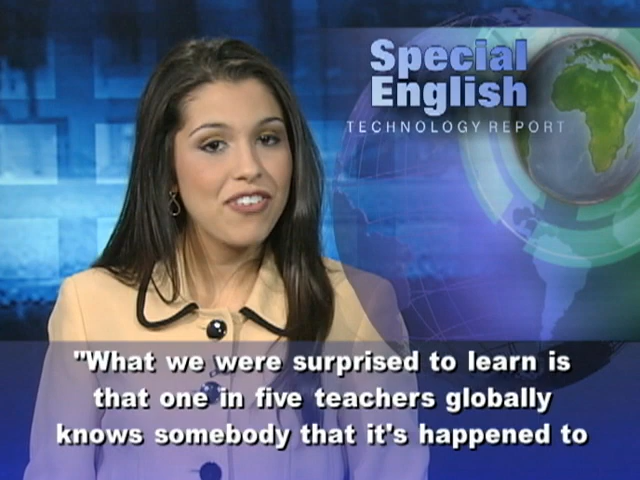 Special
English
TECHNOLOGY REPORT
"What we were surprised to learn is
that one in five teachers globally
knows somebody that it's happened to